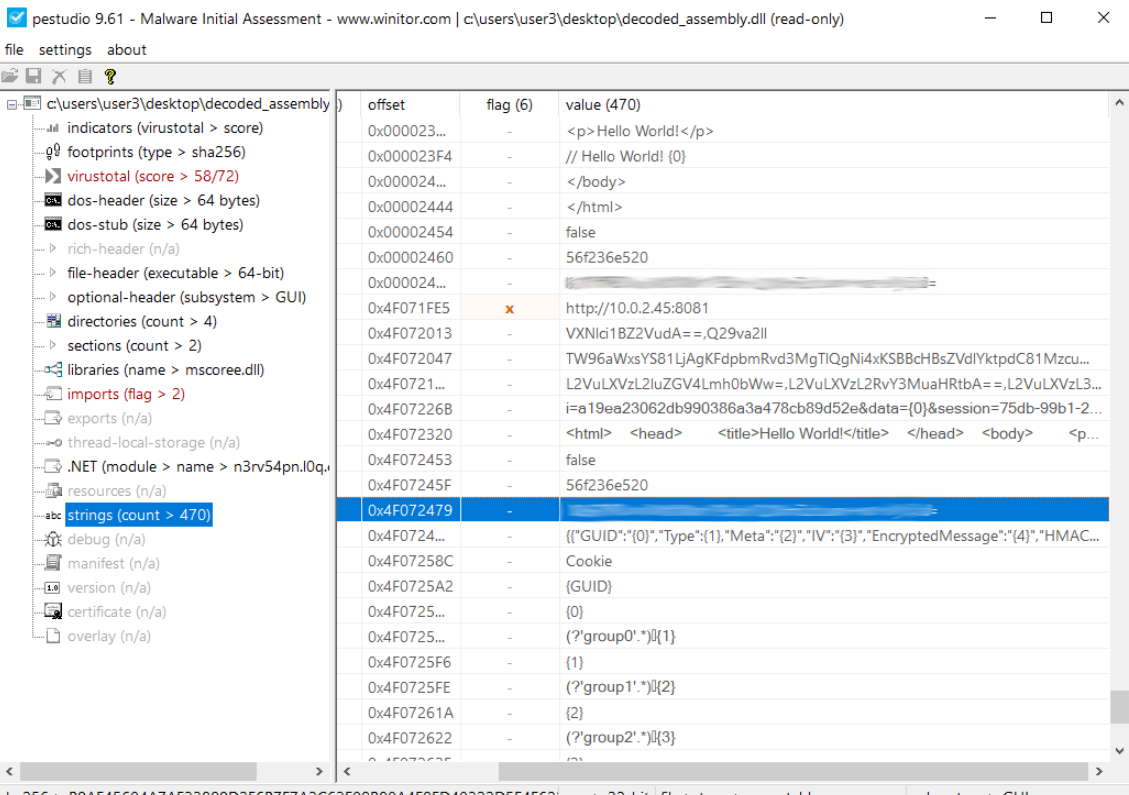 pestudio 9.61 - Malware Initial Assessment - www.winitor.com | c:\users\user3\desktop\decoded_assembly.dll (read-only)
file settings about
c:\users\user3\desktop\decoded_assembly
indicators (virustotal > score)
footprints (type > sha256)
virustotal (score > 58/72)
dos-header (size > 64 bytes)
dos-stub (size > 64 bytes)
rich-header (n/a)
file-header (executable > 64-bit)
optional-header (subsystem > GUI)
directories (count > 4)
sections (count > 2)
libraries (name > mscoree.dll)
imports (flag > 2)
exports (n/a)
thread-local-storage (n/a)
.NET (module > name > n3rv54pn.l0q.
resources (n/a)
abc strings (count > 470)
debug (n/a)
manifest (n/a)
1.0 version (n/a)
certificate (n/a)
overlay (n/a)
) offset flag (6) value (470)
0x000023... - <p>Hello World!</p>
0x000023F4 - // Hello World! {0}
0x000024... - </body>
0x00002444 - </html>
0x00002454 - false
0x00002460 - 56f236e520
0x000024... - =
0x4F071FE5 x http://10.0.2.45:8081
0x4F072013 - VXNlci1BZ2VudA==,Q29va2ll
0x4F072047 - TW96aWxsYS81LjAgKFdpbmRvd3MgTlQgNi4xKSBBcHBsZVdlYktpdC81Mzcu...
0x4F0721... - L2VuLXVzL2luZGV4Lmh0bWw=,L2VuLXVzL2RvY3MuaHRtbA==,L2VuLXVzL3...
0x4F07226B - i=a19ea23062db990386a3a478cb89d52e&data={0}&session=75db-99b1-2...
0x4F072320 - <html> <head> <title>Hello World!</title> </head> <body> <p...
0x4F072453 - false
0x4F07245F - 56f236e520
0x4F072479 - =
0x4F0724... - {{"GUID":"{0}","Type":{1},"Meta":"{2}","IV":"{3}","EncryptedMessage":"{4}","HMAC...
0x4F07258C - Cookie
0x4F0725A2 - {GUID}
0x4F0725... - {0}
0x4F0725... - (?'group0'.*)▯{1}
0x4F0725F6 - {1}
0x4F0725FE - (?'group1'.*)▯{2}
0x4F07261A - {2}
0x4F072622 - (?'group2'.*)▯{3}